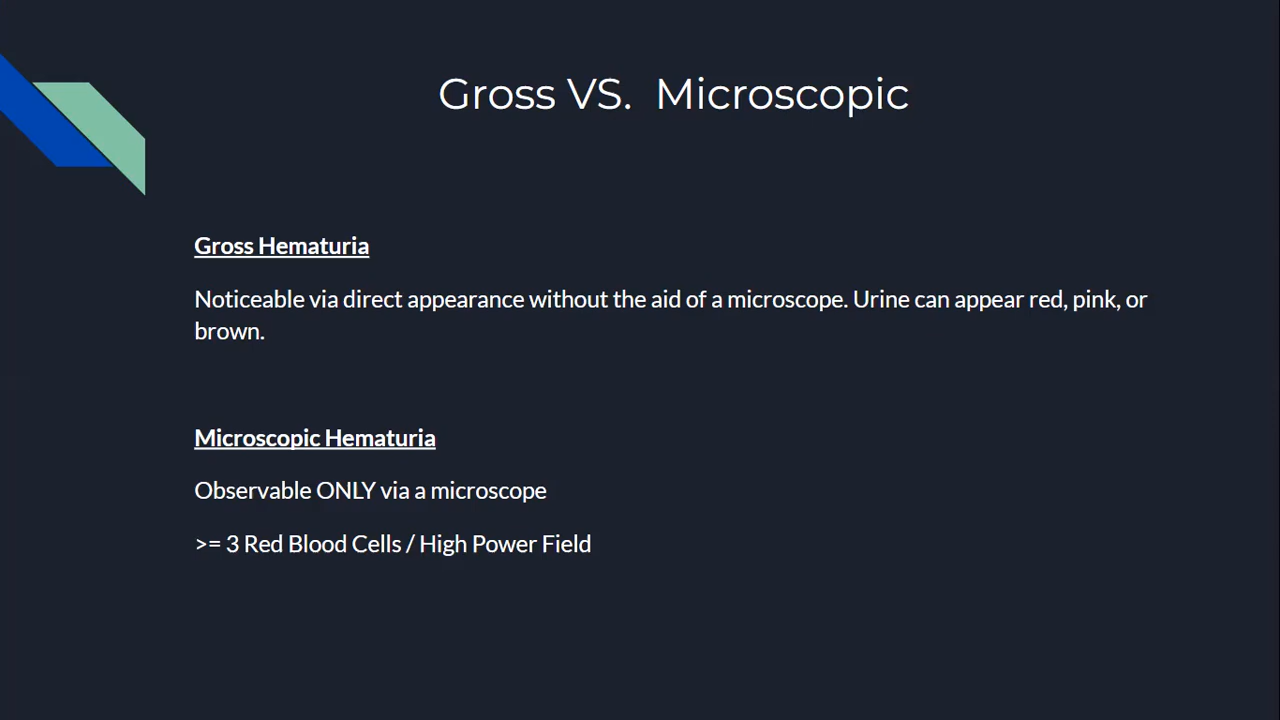 Gross VS.  Microscopic
Gross Hematuria
Noticeable via direct appearance without the aid of a microscope. Urine can appear red, pink, or
brown.
Microscopic Hematuria
Observable ONLY via a microscope
>= 3 Red Blood Cells / High Power Field